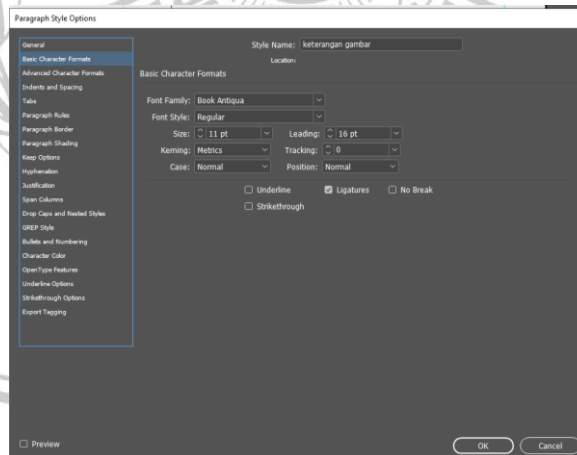 Paragraph Style Options
General
Basic Character Formats
Advanced Character Formats
Indents and Spacing
Tabs
Paragraph Rules
Paragraph Border
Paragraph Shading
Keep Options
Hyphenation
Justification
Span Columns
Drop Caps and Nested Styles
GREP Style
Bullets and Numbering
Character Color
OpenType Features
Underline Options
Strikethrough Options
Export Tagging
Style Name: keterangan gambar
Location:
Basic Character Formats
Font Family: Book Antiqua
Font Style: Regular
Size: 11 pt Leading: 16 pt
Kerning: Metrics Tracking: 0
Case: Normal Position: Normal
Underline Ligatures No Break
Strikethrough
Preview OK Cancel